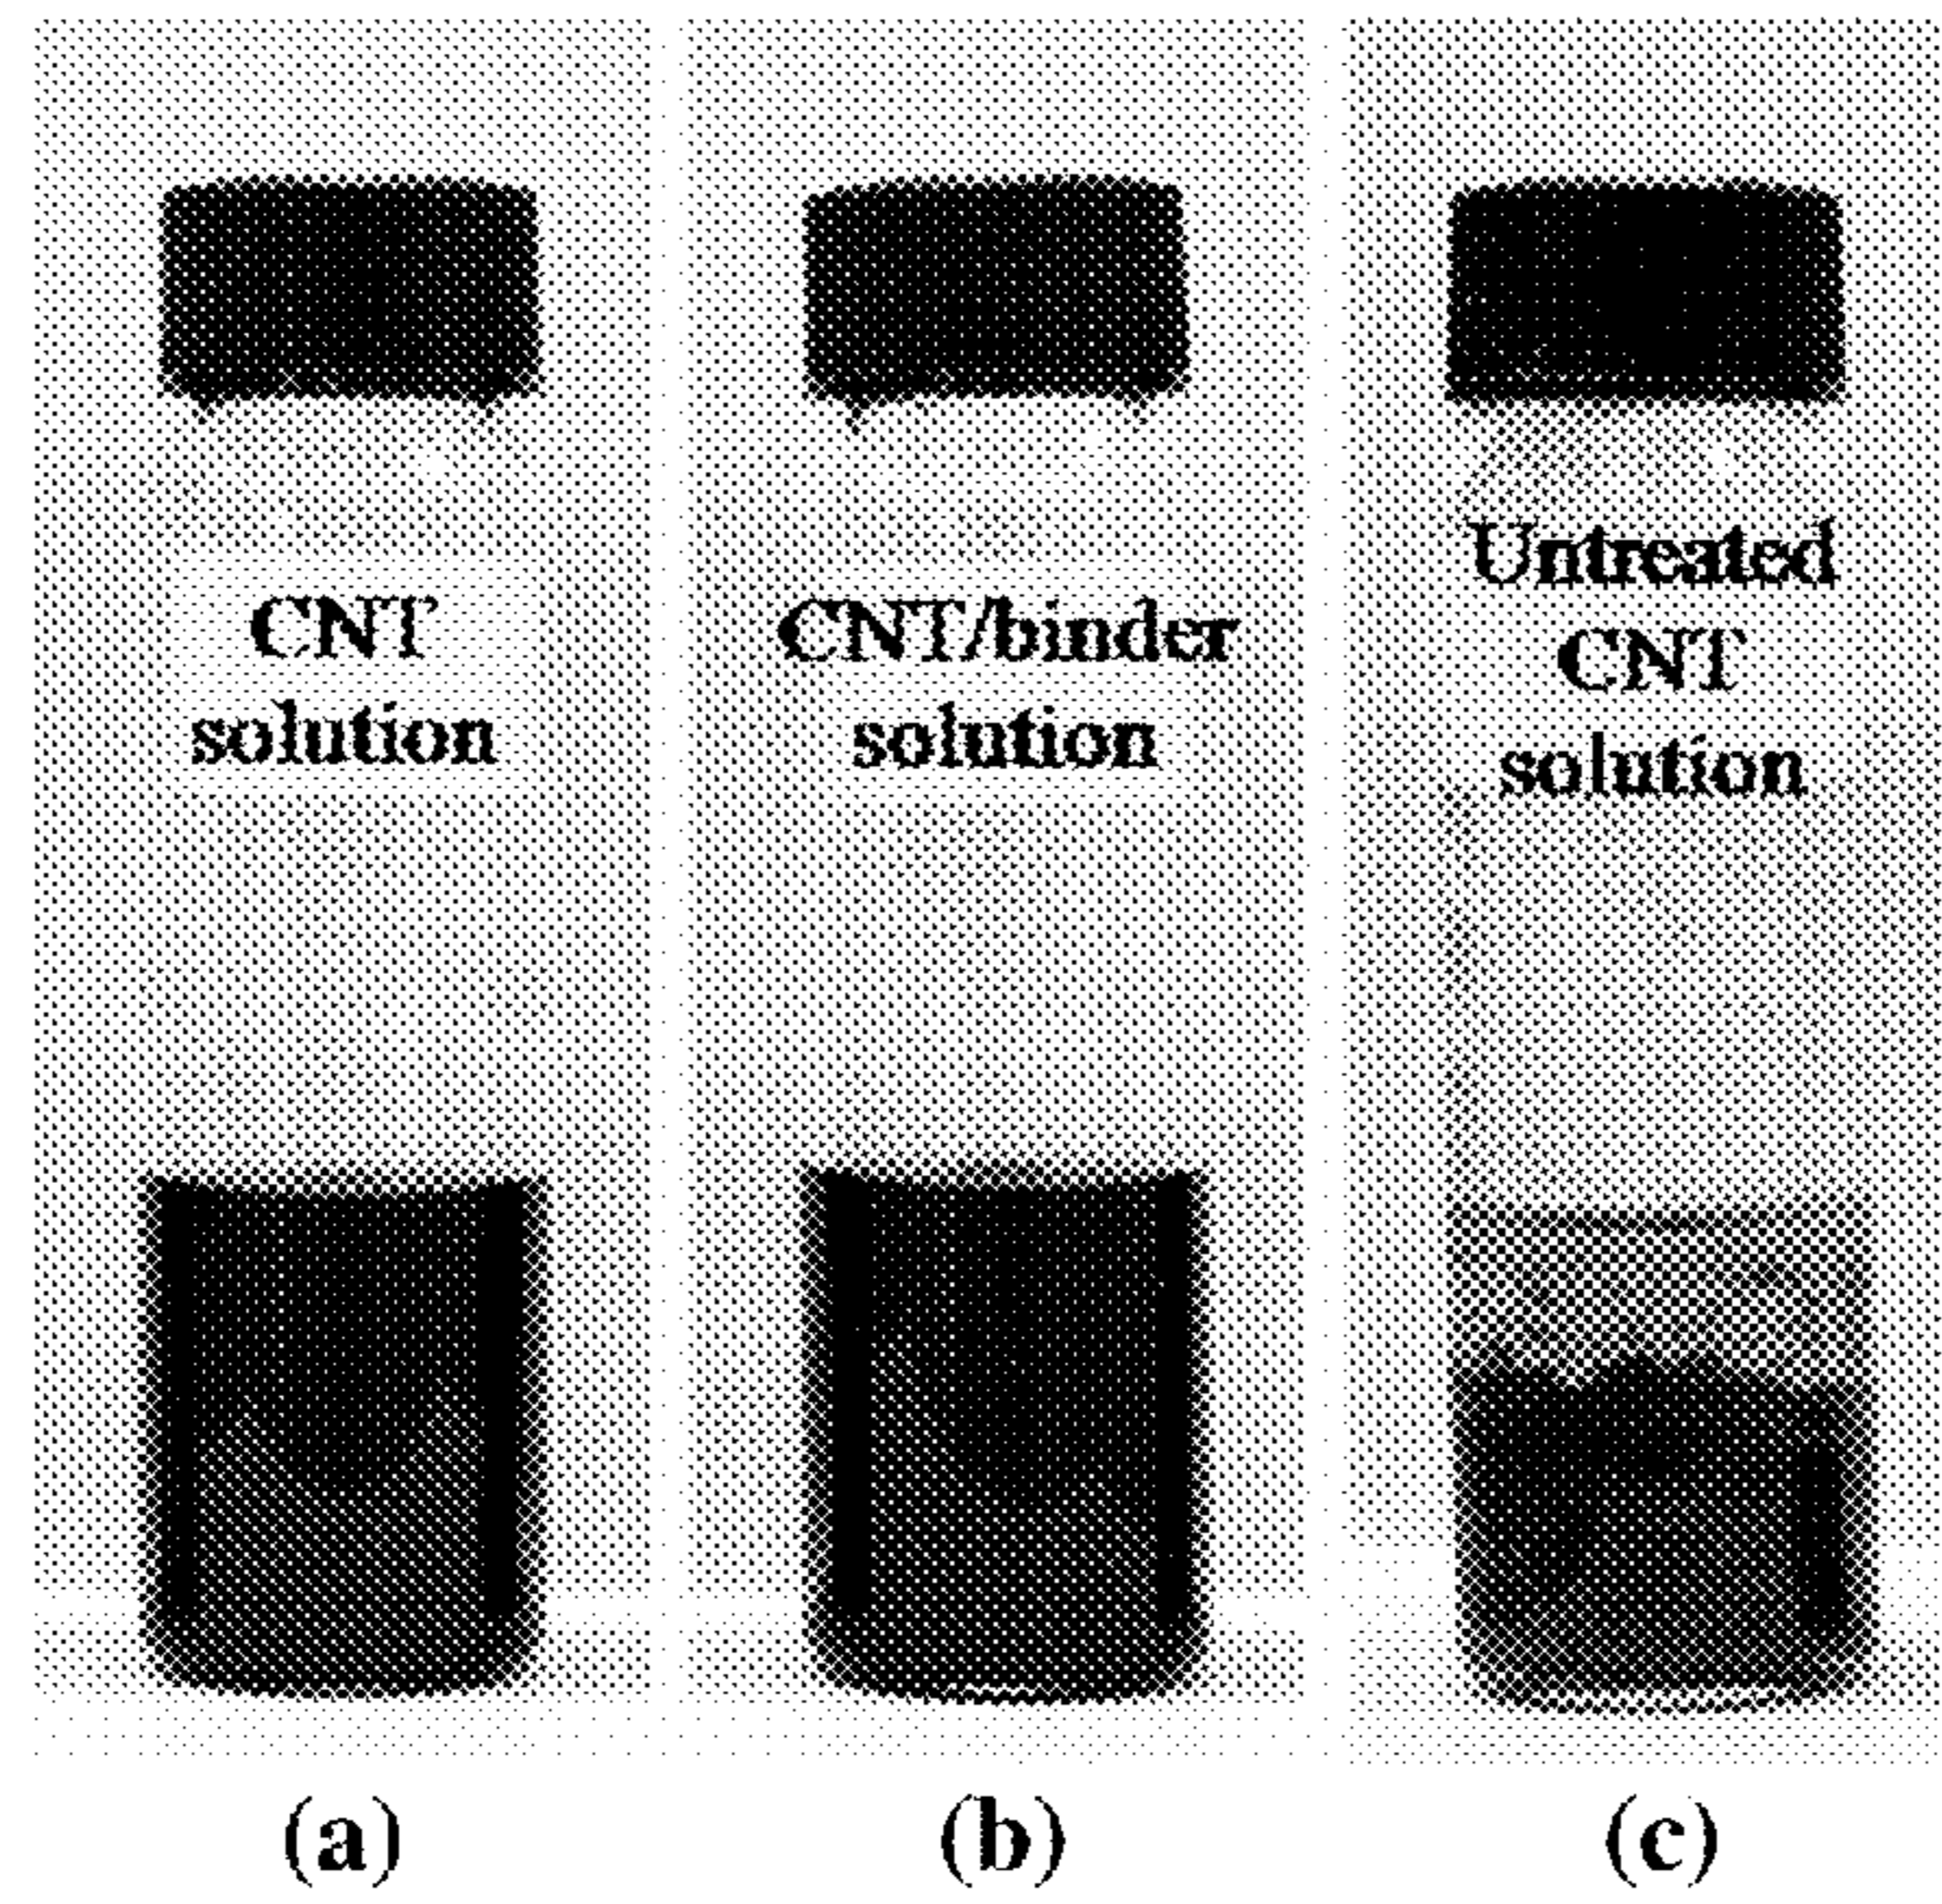 CNT
solution
CNT/binder
solution
Untreated
CNT
solution
(a)
(b)
(c)